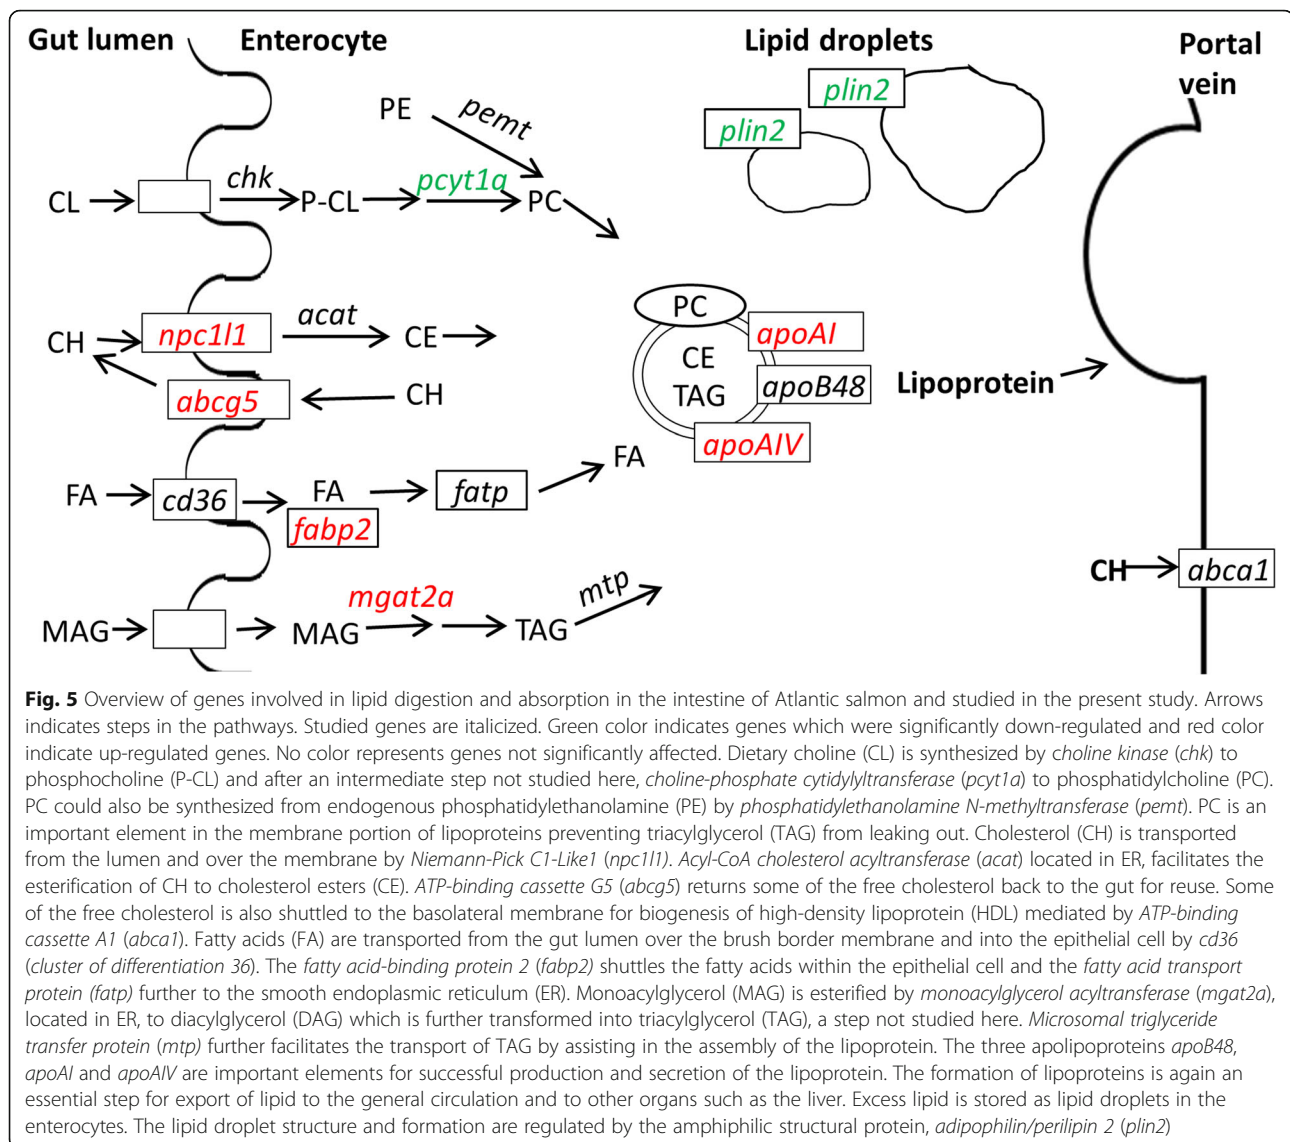 Gut lumen Enterocyte Lipid droplets Portal
vein
plin2
plin2
PE pemt
CL chk P-CL pcyt1a PC
CH npc1l1 acat CE
abcg5 CH
PC
CE
TAG
apoAI
apoB48
apoAIV
Lipoprotein
FA cd36 FA fatp FA
fabp2
CH abca1
MAG MAG mgat2a TAG mtp
Fig. 5 Overview of genes involved in lipid digestion and absorption in the intestine of Atlantic salmon and studied in the present study. Arrows
indicates steps in the pathways. Studied genes are italicized. Green color indicates genes which were significantly down-regulated and red color
indicate up-regulated genes. No color represents genes not significantly affected. Dietary choline (CL) is synthesized by choline kinase (chk) to
phosphocholine (P-CL) and after an intermediate step not studied here, choline-phosphate cytidylyltransferase (pcyt1a) to phosphatidylcholine (PC).
PC could also be synthesized from endogenous phosphatidylethanolamine (PE) by phosphatidylethanolamine N-methyltransferase (pemt). PC is an
important element in the membrane portion of lipoproteins preventing triacylglycerol (TAG) from leaking out. Cholesterol (CH) is transported
from the lumen and over the membrane by Niemann-Pick C1-Like1 (npc1l1). Acyl-CoA cholesterol acyltransferase (acat) located in ER, facilitates the
esterification of CH to cholesterol esters (CE). ATP-binding cassette G5 (abcg5) returns some of the free cholesterol back to the gut for reuse. Some
of the free cholesterol is also shuttled to the basolateral membrane for biogenesis of high-density lipoprotein (HDL) mediated by ATP-binding
cassette A1 (abca1). Fatty acids (FA) are transported from the gut lumen over the brush border membrane and into the epithelial cell by cd36
(cluster of differentiation 36). The fatty acid-binding protein 2 (fabp2) shuttles the fatty acids within the epithelial cell and the fatty acid transport
protein (fatp) further to the smooth endoplasmic reticulum (ER). Monoacylglycerol (MAG) is esterified by monoacylglycerol acyltransferase (mgat2a),
located in ER, to diacylglycerol (DAG) which is further transformed into triacylglycerol (TAG), a step not studied here. Microsomal triglyceride
transfer protein (mtp) further facilitates the transport of TAG by assisting in the assembly of the lipoprotein. The three apolipoproteins apoB48,
apoAI and apoAIV are important elements for successful production and secretion of the lipoprotein. The formation of lipoproteins is again an
essential step for export of lipid to the general circulation and to other organs such as the liver. Excess lipid is stored as lipid droplets in the
enterocytes. The lipid droplet structure and formation are regulated by the amphiphilic structural protein, adipophilin/perilipin 2 (plin2)